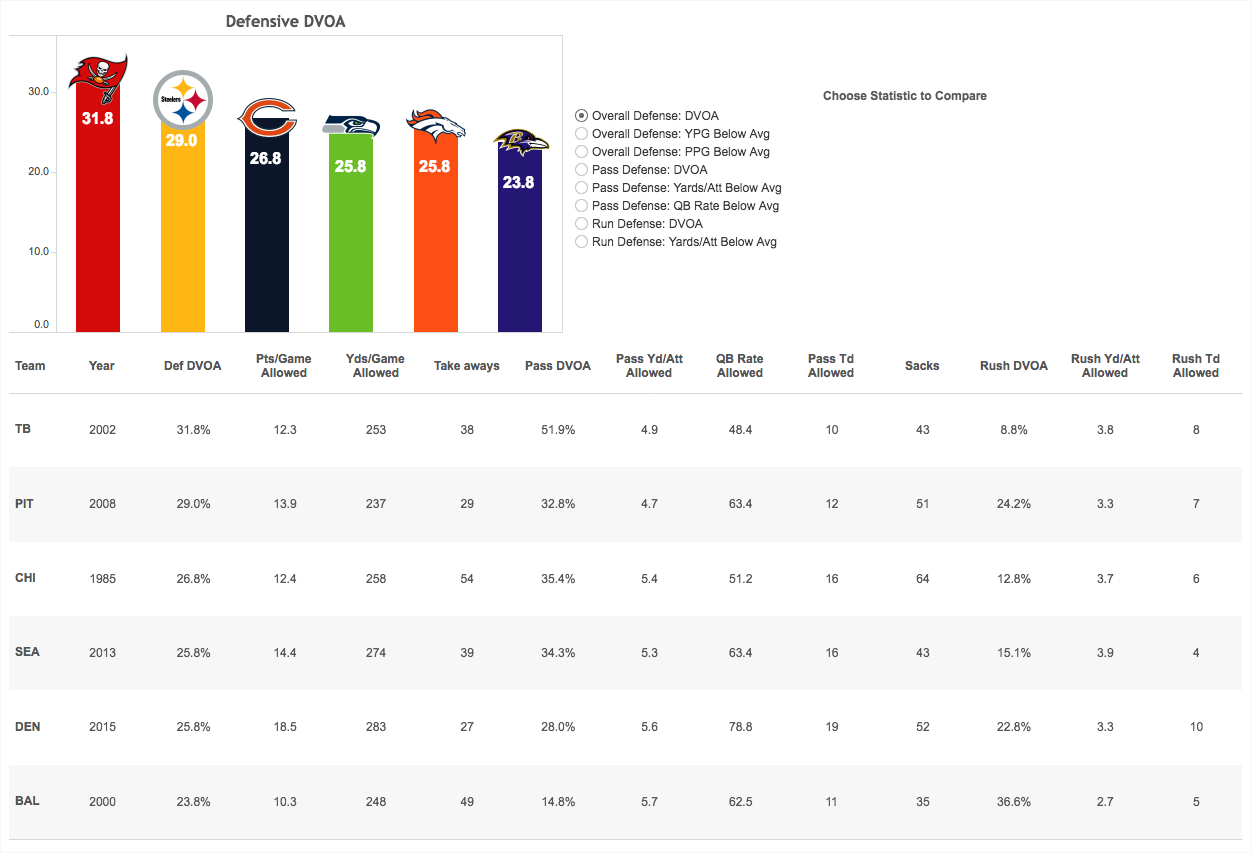 Defensive DVOA
30.0
20.0
10.0
0.0
31.8
Steelers
29.0
26.8
25.8
25.8
B
23.8
Choose Statistic to Compare
Overall Defense: DVOA
Overall Defense: YPG Below Avg
Overall Defense: PPG Below Avg
Pass Defense: DVOA
Pass Defense: Yards/Att Below Avg
Pass Defense: QB Rate Below Avg
Run Defense: DVOA
Run Defense: Yards/Att Below Avg
Team Year Def DVOA Pts/Game Allowed Yds/Game Allowed Take aways Pass DVOA Pass Yd/Att Allowed QB Rate Allowed Pass Td Allowed Sacks Rush DVOA Rush Yd/Att Allowed Rush Td Allowed
TB 2002 31.8% 12.3 253 38 51.9% 4.9 48.4 10 43 8.8% 3.8 8
PIT 2008 29.0% 13.9 237 29 32.8% 4.7 63.4 12 51 24.2% 3.3 7
CHI 1985 26.8% 12.4 258 54 35.4% 5.4 51.2 16 64 12.8% 3.7 6
SEA 2013 25.8% 14.4 274 39 34.3% 5.3 63.4 16 43 15.1% 3.9 4
DEN 2015 25.8% 18.5 283 27 28.0% 5.6 78.8 19 52 22.8% 3.3 10
BAL 2000 23.8% 10.3 248 49 14.8% 5.7 62.5 11 35 36.6% 2.7 5